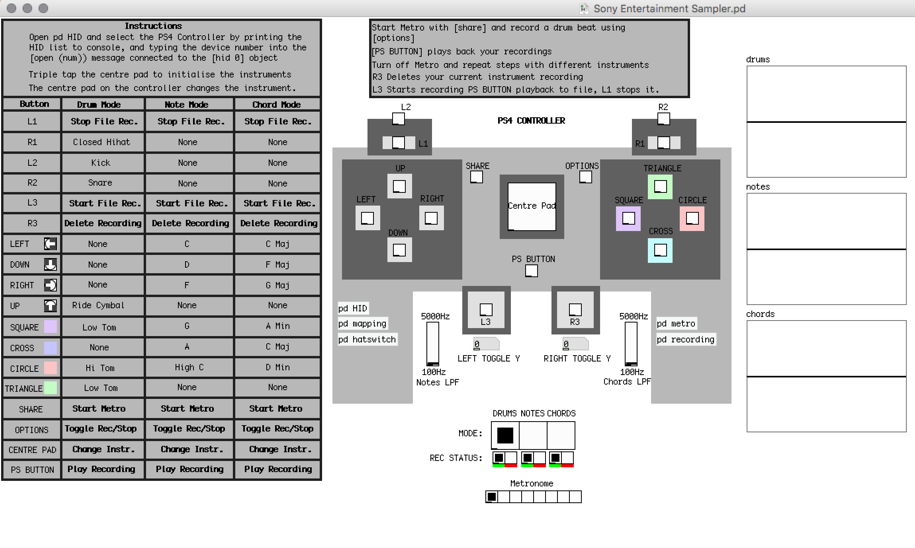 Sony Entertainment Sampler.pd
Instructions
Open pd HID and select the PS4 Controller by printing the
HID list to console, and typing the device number into the
[open (num)) message connected to the [hid 0] object
Triple tap the centre pad to initialise the instruments
The centre pad on the controller changes the instrument.
Button Drum Mode Note Mode Chord Mode
L1 Stop File Rec. Stop File Rec. Stop File Rec.
R1 Closed Hihat None None
L2 Kick None None
R2 Snare None None
L3 Start File Rec. Start File Rec. Start File Rec.
R3 Delete Recording Delete Recording Delete Recording
LEFT None C C Maj
DOWN None D F Maj
RIGHT None F G Maj
UP Ride Cymbal None None
SQUARE Low Tom G A Min
CROSS None A C Maj
CIRCLE Hi Tom High C D Min
TRIANGLE Low Tom None None
SHARE Start Metro Start Metro Start Metro
OPTIONS Toggle Rec/Stop Toggle Rec/Stop Toggle Rec/Stop
CENTRE PAD Change Instr. Change Instr. Change Instr.
PS BUTTON Play Recording Play Recording Play Recording
Start Metro with [share] and record a drum beat using
[options]
[PS BUTTON] plays back your recordings
Turn off Metro and repeat steps with different instruments
R3 Deletes your current instrument recording
L3 Starts recording PS BUTTON playback to file, L1 stops it.
L2
PS4 CONTROLLER
R2
L1
R1
UP
SHARE
OPTIONS
TRIANGLE
LEFT
RIGHT
Centre Pad
SQUARE
CIRCLE
DOWN
CROSS
PS BUTTON
pd HID
pd mapping
pd hatswitch
5000Hz
100Hz
Notes LPF
L3
0
LEFT TOGGLE Y
R3
0
RIGHT TOGGLE Y
5000Hz
100Hz
Chords LPF
pd metro
pd recording
DRUMS NOTES CHORDS
MODE:
REC STATUS:
Metronome
drums
notes
chords